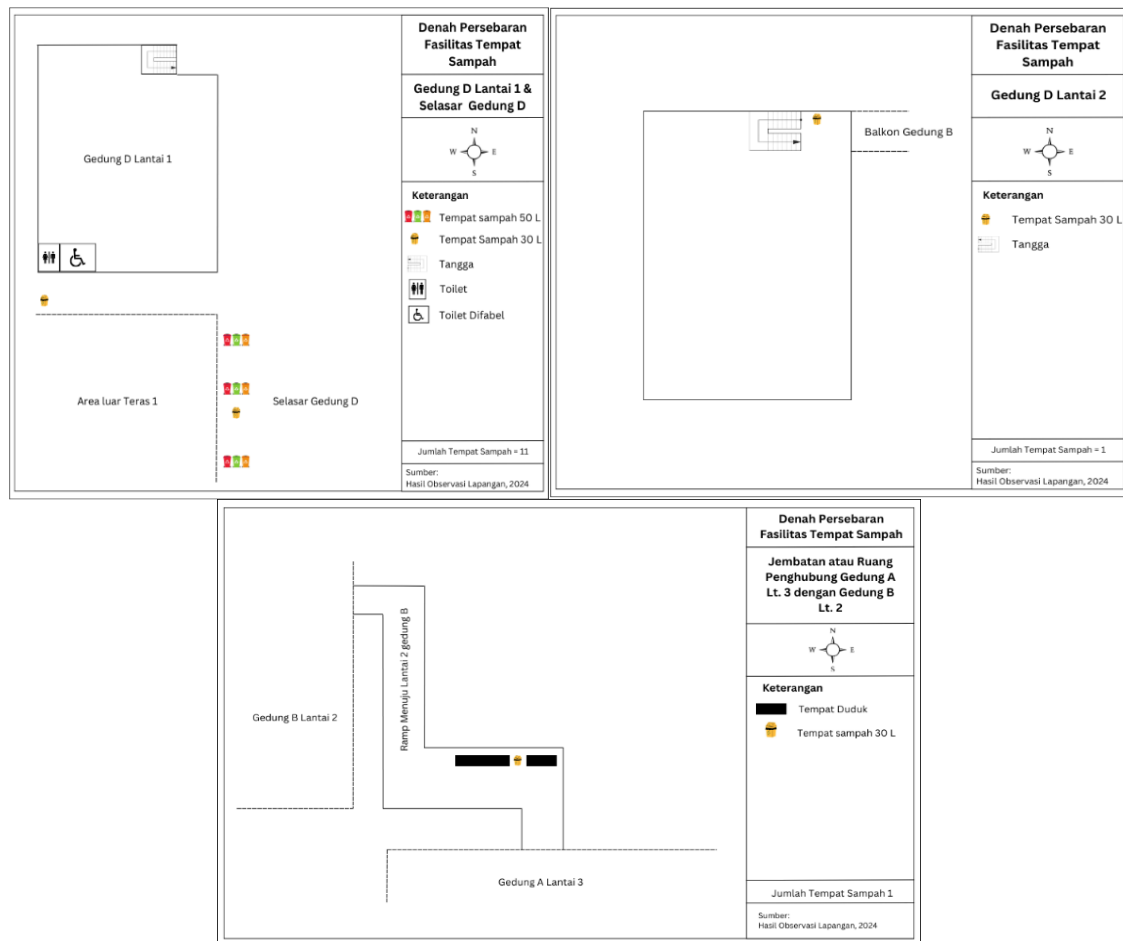 Denah Persebaran
Fasilitas Tempat
Sampah
Gedung D Lantai 1 &
Selasar Gedung D
N
W
E
S
Keterangan
Tempat sampah 50 L
Tempat Sampah 30 L
Tangga
Toilet
Toilet Difabel
Jumlah Tempat Sampah = 11
Sumber:
Hasil Observasi Lapangan, 2024
Gedung D Lantai 1
Area luar Teras 1
Selasar Gedung D
Denah Persebaran
Fasilitas Tempat
Sampah
Gedung D Lantai 2
N
W
E
S
Keterangan
Tempat Sampah 30 L
Tangga
Jumlah Tempat Sampah = 1
Sumber:
Hasil Observasi Lapangan, 2024
Balkon Gedung B
Denah Persebaran
Fasilitas Tempat Sampah
Jembatan atau Ruang
Penghubung Gedung A
Lt. 3 dengan Gedung B
Lt. 2
N
W
E
S
Keterangan
Tempat Duduk
Tempat sampah 30 L
Jumlah Tempat Sampah 1
Sumber:
Hasil Observasi Lapangan, 2024
Gedung B Lantai 2
Ramp Menuju Lantai 2 gedung B
Gedung A Lantai 3